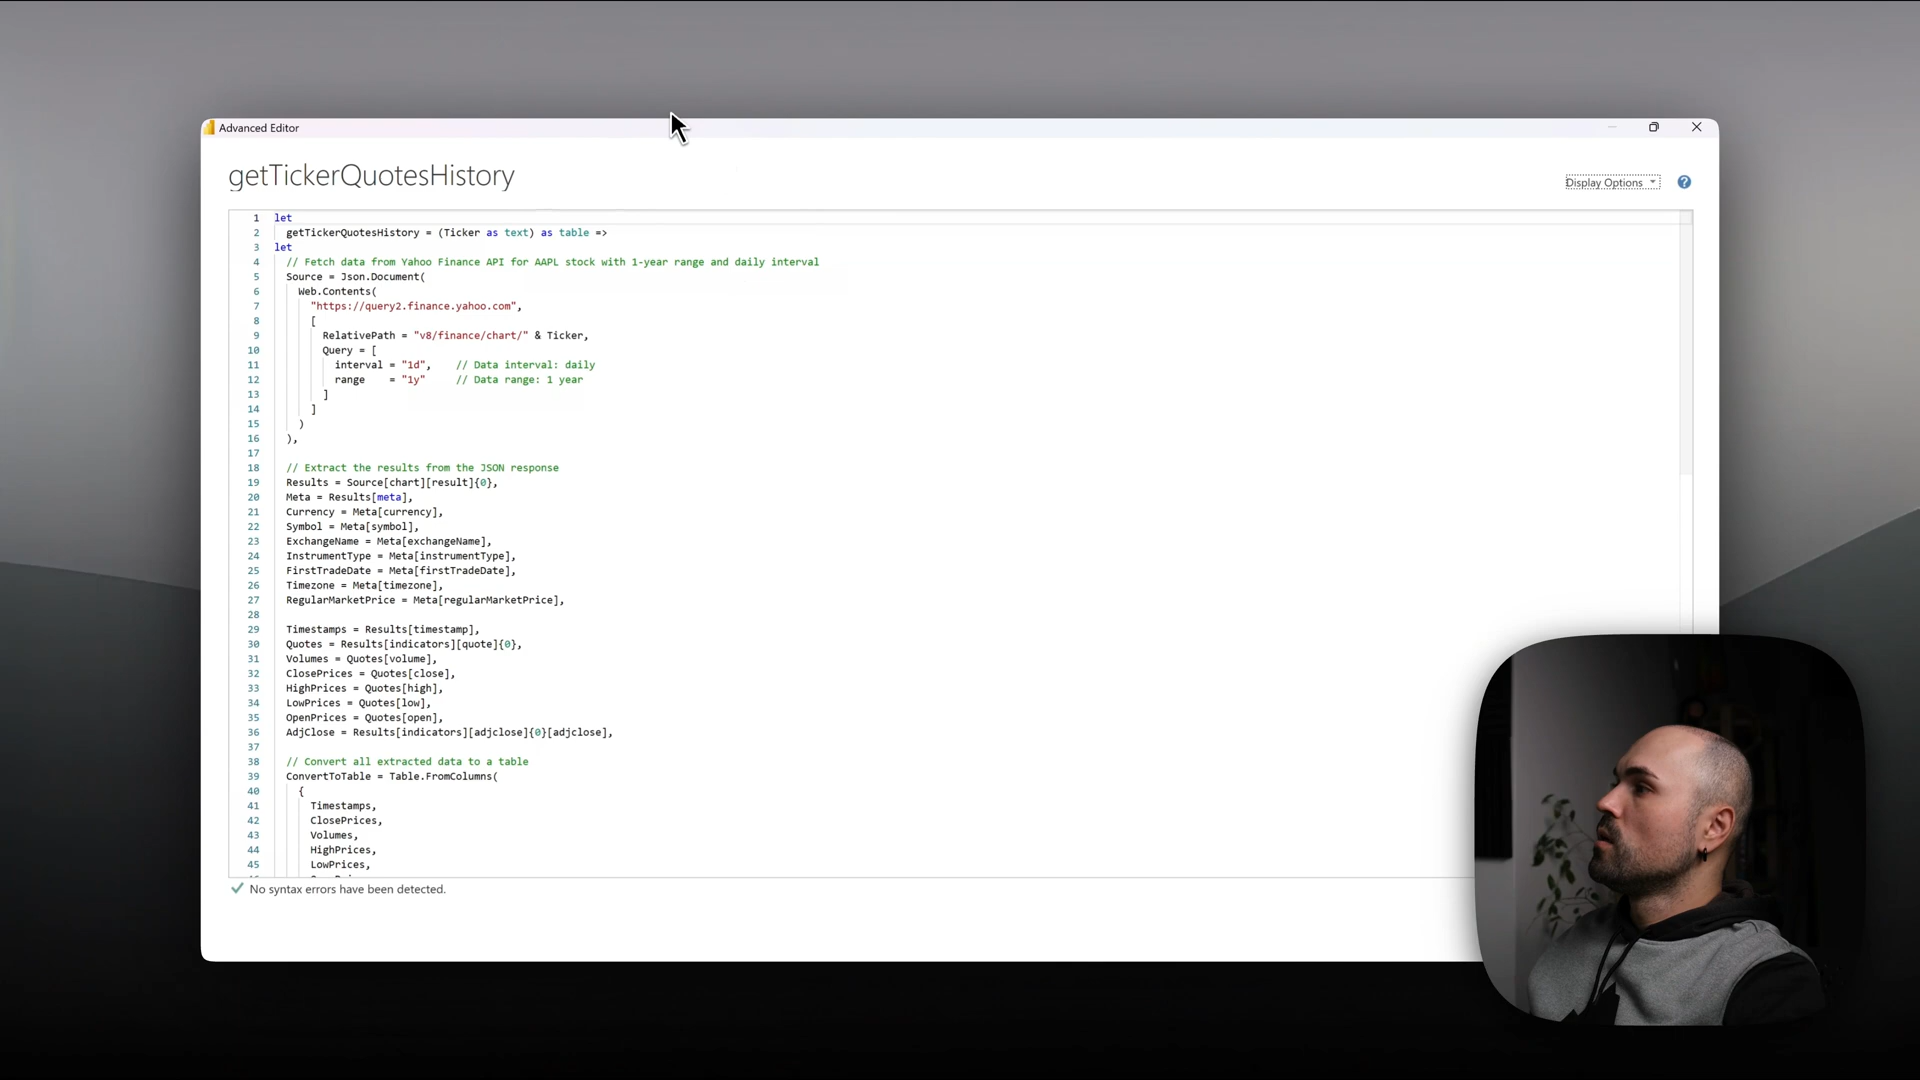 Advanced Editor
getTickerQuotesHistory
Display Options
1 let
2 getTickerQuotesHistory = (Ticker as text) as table =>
3 let
4 // Fetch data from Yahoo Finance API for AAPL stock with 1-year range and daily interval
5 Source = Json.Document(
6 Web.Contents(
7 "https://query2.finance.yahoo.com",
8 [
9 RelativePath = "v8/finance/chart/" & Ticker,
10 Query = [
11 interval = "1d", // Data interval: daily
12 range = "1y" // Data range: 1 year
13 ]
14 ]
15 )
16 ),
17
18 // Extract the results from the JSON response
19 Results = Source[chart][result]{0},
20 Meta = Results[meta],
21 Currency = Meta[currency],
22 Symbol = Meta[symbol],
23 ExchangeName = Meta[exchangeName],
24 InstrumentType = Meta[instrumentType],
25 FirstTradeDate = Meta[firstTradeDate],
26 Timezone = Meta[timezone],
27 RegularMarketPrice = Meta[regularMarketPrice],
28
29 Timestamps = Results[timestamp],
30 Quotes = Results[indicators][quote]{0},
31 Volumes = Quotes[volume],
32 ClosePrices = Quotes[close],
33 HighPrices = Quotes[high],
34 LowPrices = Quotes[low],
35 OpenPrices = Quotes[open],
36 AdjClose = Results[indicators][adjclose]{0}[adjclose],
37
38 // Convert all extracted data to a table
39 ConvertToTable = Table.FromColumns(
40 {
41 Timestamps,
42 ClosePrices,
43 Volumes,
44 HighPrices,
45 LowPrices,
No syntax errors have been detected.